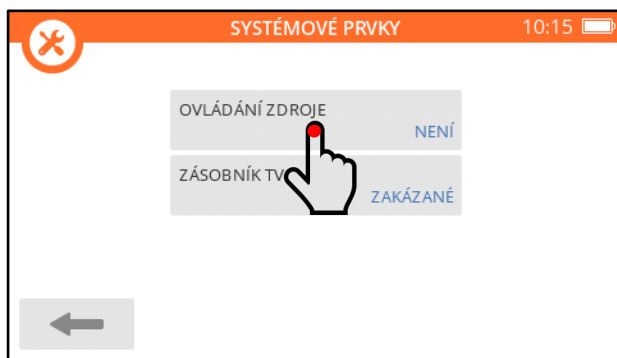 SYSTÉMOVÉ PRVKY 10:15
OVLÁDÁNÍ ZDROJE
NENÍ
ZÁSOBNÍK TV
ZAKÁZANÉ